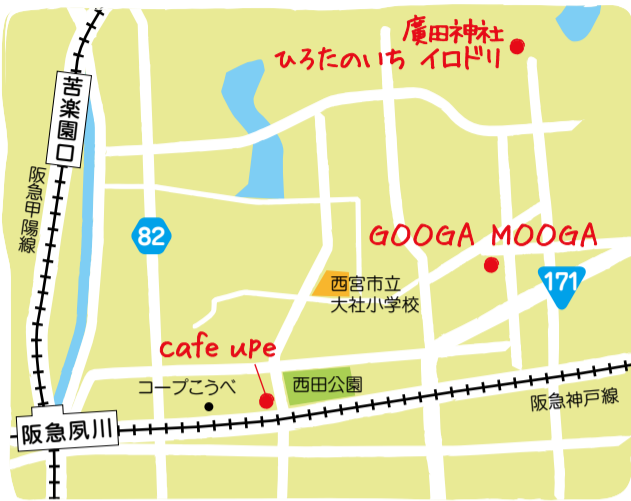 廣田神社
ひろたのいち イロドリ
苦楽園口
阪急甲陽線
82
GOOGA MOOGA
171
西宮市立
大社小学校
cafe upe
コープこうべ
西田公園
阪急夙川
阪急神戸線